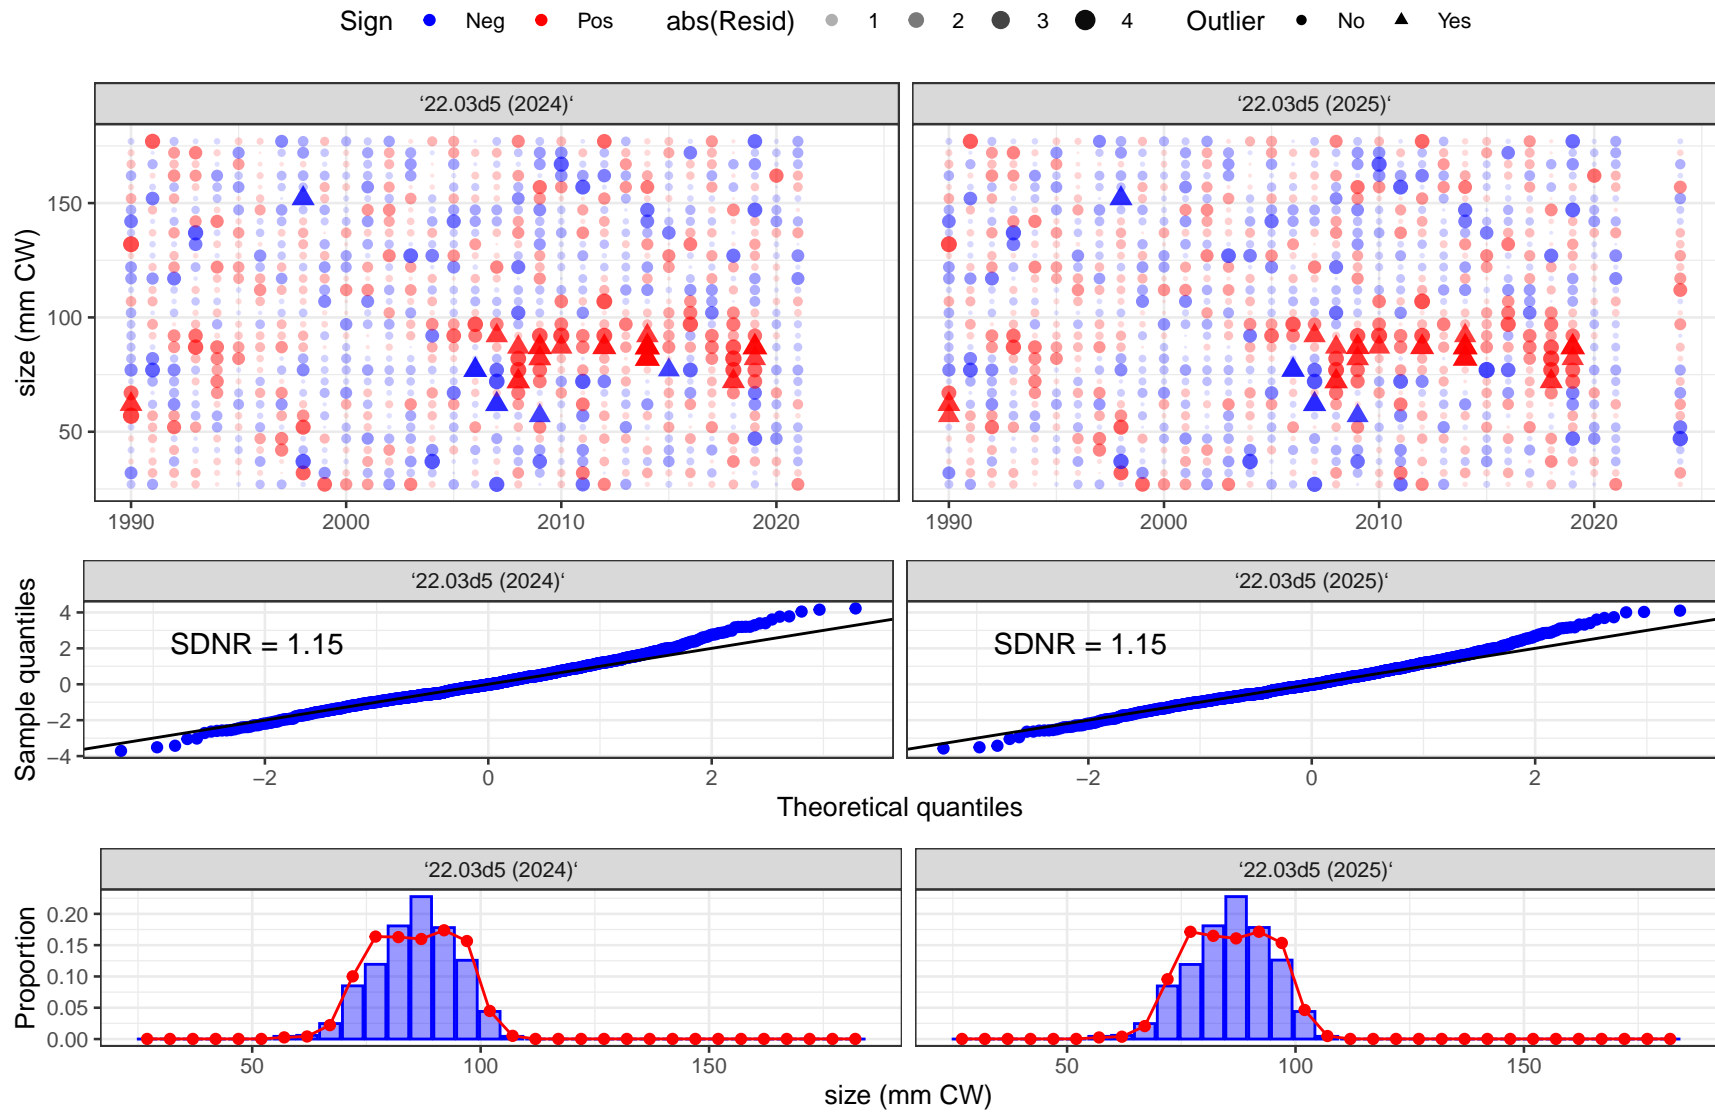 Sign Neg Pos abs(Resid) 1 2 3 4 Outlier No Yes
‘22.03d5 (2024)‘ ‘22.03d5 (2025)‘
150
100
50
size (mm CW)
1990 2000 2010 2020 1990 2000 2010 2020
‘22.03d5 (2024)‘ ‘22.03d5 (2025)‘
4
2
0
−2
−4
Sample quantiles
SDNR = 1.15 SDNR = 1.15
−2 0 2 −2 0 2
Theoretical quantiles
‘22.03d5 (2024)‘ ‘22.03d5 (2025)‘
0.20
0.15
0.10
0.05
0.00
Proportion
50 100 150 50 100 150
size (mm CW)